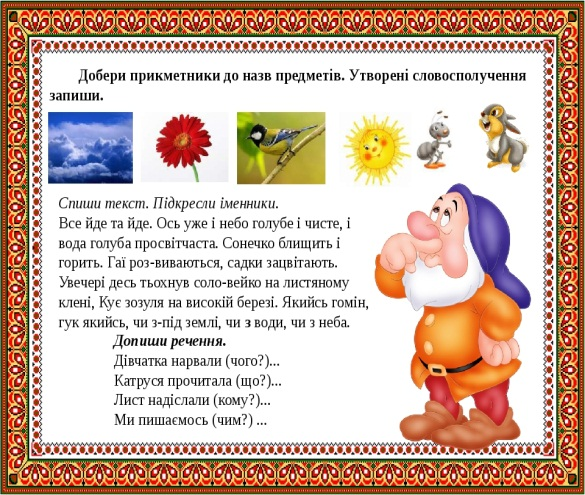 Добери прикметники до назв предметів. Утворені словосполучення
запиши.
Спиши текст. Підкресли іменники.
Все йде та йде. Ось уже і небо голубе і чисте, і
вода голуба просвітчаста. Сонечко блищить і
горить. Гаї роз-виваються, садки зацвітають.
Увечері десь тьохнув соло-вейко на листяному
клені, Кує зозуля на високій березі. Якийсь гомін,
гук якийсь, чи з-під землі, чи з води, чи з неба.
Допиши речення.
Дівчатка нарвали (чого?)...
Катруся прочитала (що?)...
Лист надіслали (кому?)...
Ми пишаємось (чим?) ...